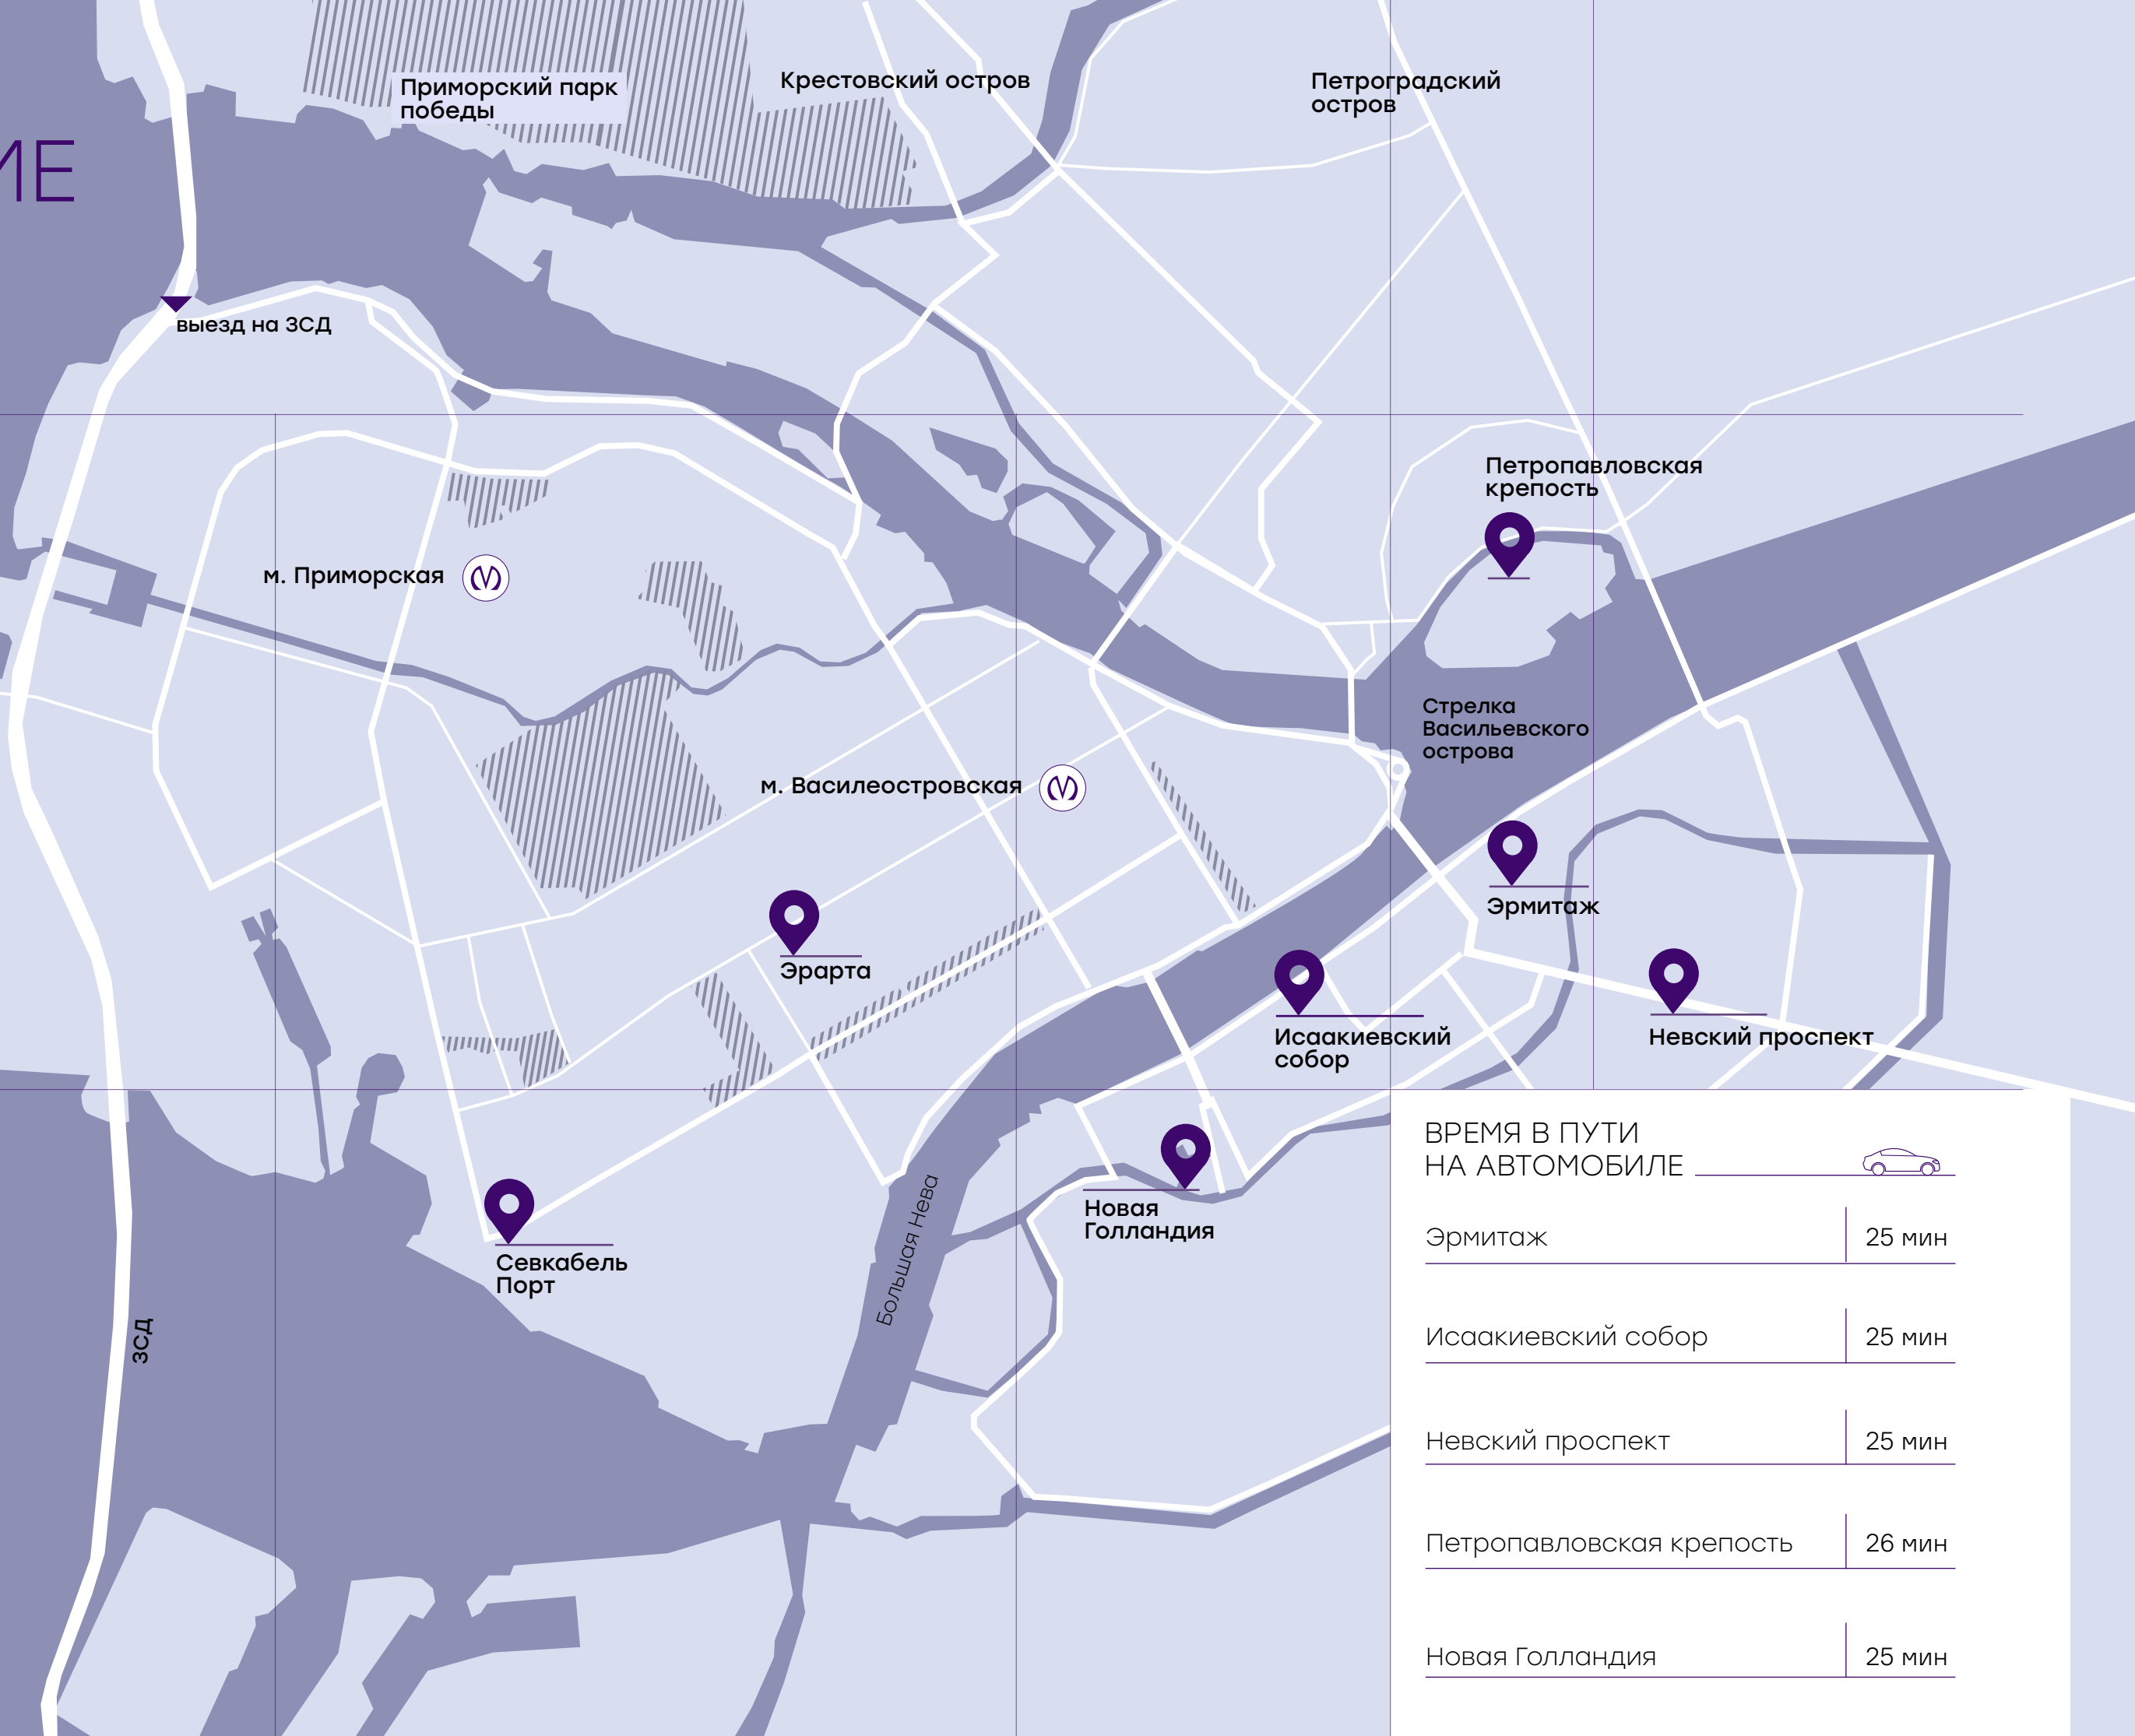 Приморский парк
победы
Крестовский остров
Петроградский
остров
ИЕ
выезд на ЗСД
Петропавловская
крепость
м. Приморская
Стрелка
Васильевского
острова
м. Василеостровская
Эрмитаж
Эрарта
Исаакиевский
собор
Невский проспект
Новая
Голландия
Севкабель
Порт
Большая Нева
ЗСД
ВРЕМЯ В ПУТИ
НА АВТОМОБИЛЕ
Эрмитаж 25 мин
Исаакиевский собор 25 мин
Невский проспект 25 мин
Петропавловская крепость 26 мин
Новая Голландия 25 мин